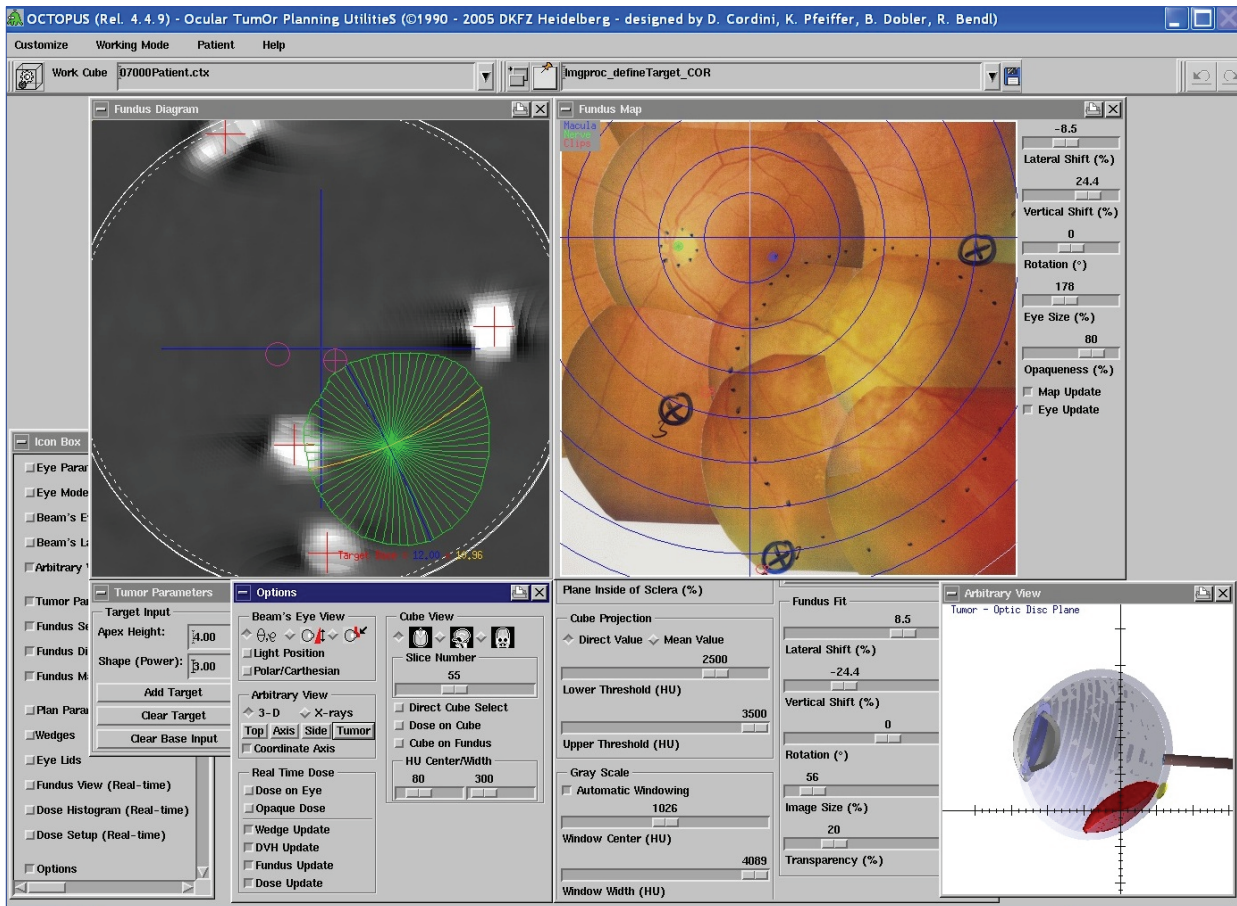 OCTOPUS (Rel. 4.4.9) - Ocular TumOr Planning UtilitieS (©1990 - 2005 DKFZ Heidelberg - designed by D. Cordini, K. Pfeiffer, B. Dobler, R. Bendl)
Customize Working Mode Patient Help
Work Cube 07000Patient.ctx Imgproc_defineTarget_COR
Fundus Diagram
Target Base : 12.00
10.96
Fundus Map
Macula
Nerve
Clips
-8.5
Lateral Shift (%)
24.4
Vertical Shift (%)
0
Rotation (°)
178
Eye Size (%)
80
Opaqueness (%)
Map Update
Eye Update
Icon Box
Eye Para
Eye Mode
Beam's E
Beam's La
Arbitrary
Tumor Pa
Fundus Se
Fundus Di
Fundus M
Plan Para
Wedges
Eye Lids
Fundus View (Real-time)
Dose Histogram (Real-time)
Dose Setup (Real-time)
Options
Tumor Parameters
Target Input
Apex Height: 4.00
Shape (Power): 3.00
Add Target
Clear Target
Clear Base Input
Options
Beam's Eye View
θ,e
Light Position
Polar/Carthesian
Arbitrary View
3-D X-rays
Top Axis Side Tumor
Coordinate Axis
Real Time Dose
Dose on Eye
Opaque Dose
Wedge Update
DVH Update
Fundus Update
Dose Update
Cube View
Slice Number
55
Direct Cube Select
Dose on Cube
Cube on Fundus
HU Center/Width
80 300
Plane Inside of Sclera (%)
Cube Projection
Direct Value Mean Value
2500
Lower Threshold (HU)
3500
Upper Threshold (HU)
Gray Scale
Automatic Windowing
1026
Window Center (HU)
4089
Window Width (HU)
Fundus Fit
8.5
Lateral Shift (%)
-24.4
Vertical Shift (%)
0
Rotation (°)
56
Image Size (%)
20
Transparency (%)
Arbitrary View
Tumor - Optic Disc Plane